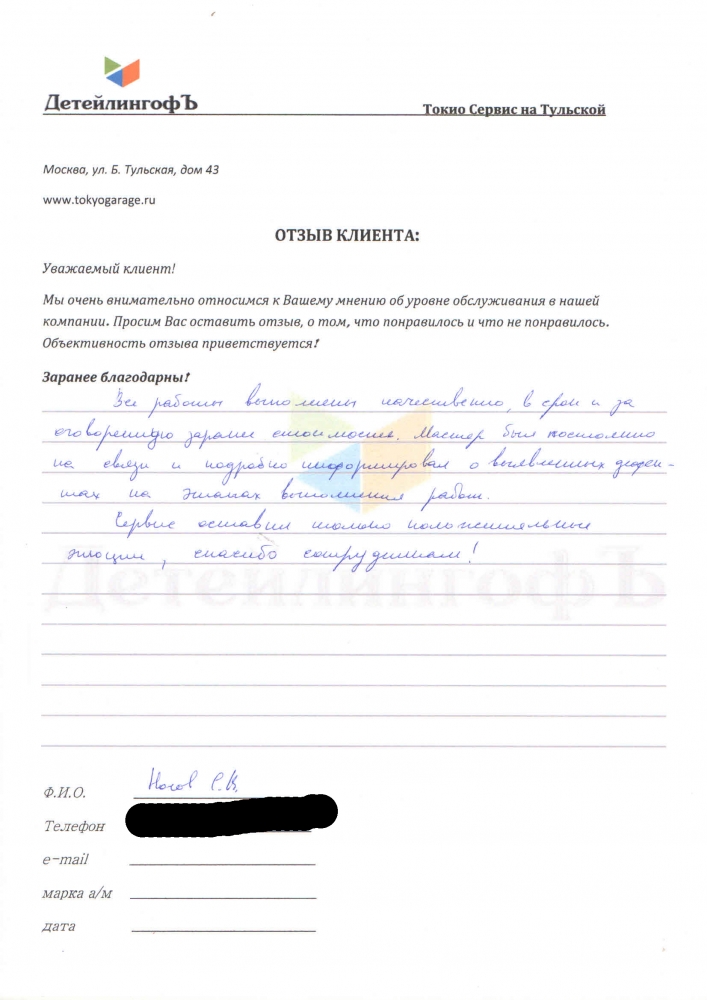 ДетейлингофЪ
Токио Сервис на Тульской
Москва, ул. Б. Тульская, дом 43
www.tokyogarage.ru
ОТЗЫВ КЛИЕНТА:
Уважаемый клиент!
Мы очень внимательно относимся к Вашему мнению об уровне обслуживания в нашей
компании. Просим Вас оставить отзыв, о том, что понравилось и что не понравилось.
Объективность отзыва приветствуется!
Заранее благодарны!
Все работы выполнены качественно, в срок и за
оговоренную заранее стоимость. Мастер был постоянно
на связи и подробно информировал о выявленных дефек-
тах на этапах выполнения работ.
Сервис оставил только положительные
эмоции, спасибо сотрудникам!
ДетейлингофЪ
Ф.И.О. Носов С.В.
Телефон
e-mail
марка а/м
дата